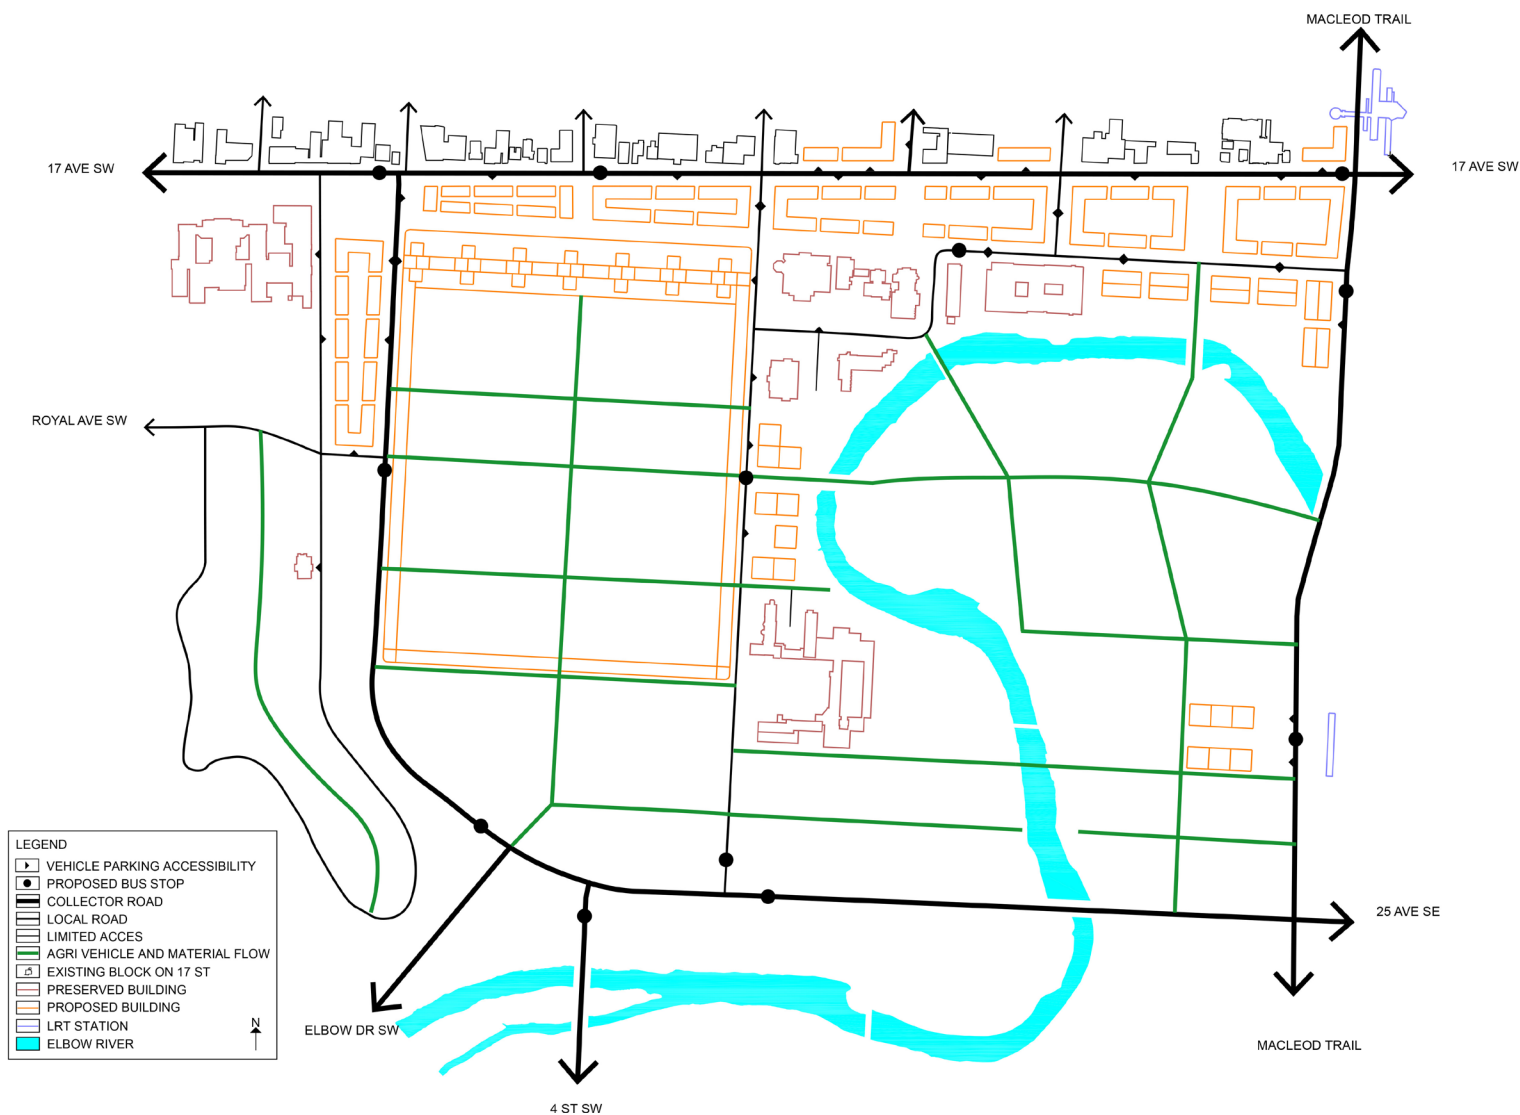 MACLEOD TRAIL
17 AVE SW
17 AVE SW
ROYAL AVE SW
LEGEND
VEHICLE PARKING ACCESSIBILITY
PROPOSED BUS STOP
COLLECTOR ROAD
LOCAL ROAD
LIMITED ACCES
AGRI VEHICLE AND MATERIAL FLOW
EXISTING BLOCK ON 17 ST
PRESERVED BUILDING
PROPOSED BUILDING
LRT STATION
ELBOW RIVER
N
25 AVE SE
ELBOW DR SW
MACLEOD TRAIL
4 ST SW